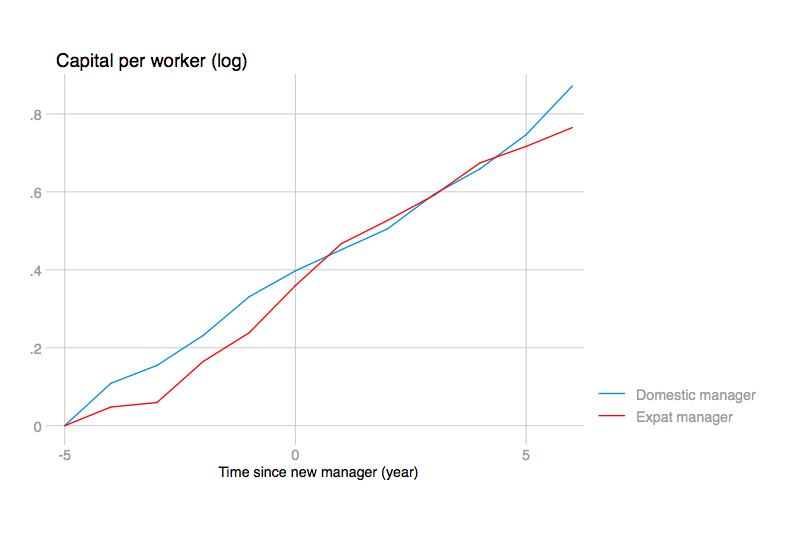 Capital per worker (log)
.8
.6
.4
.2
0
-5 0 5
Time since new manager (year)
Domestic manager
Expat manager